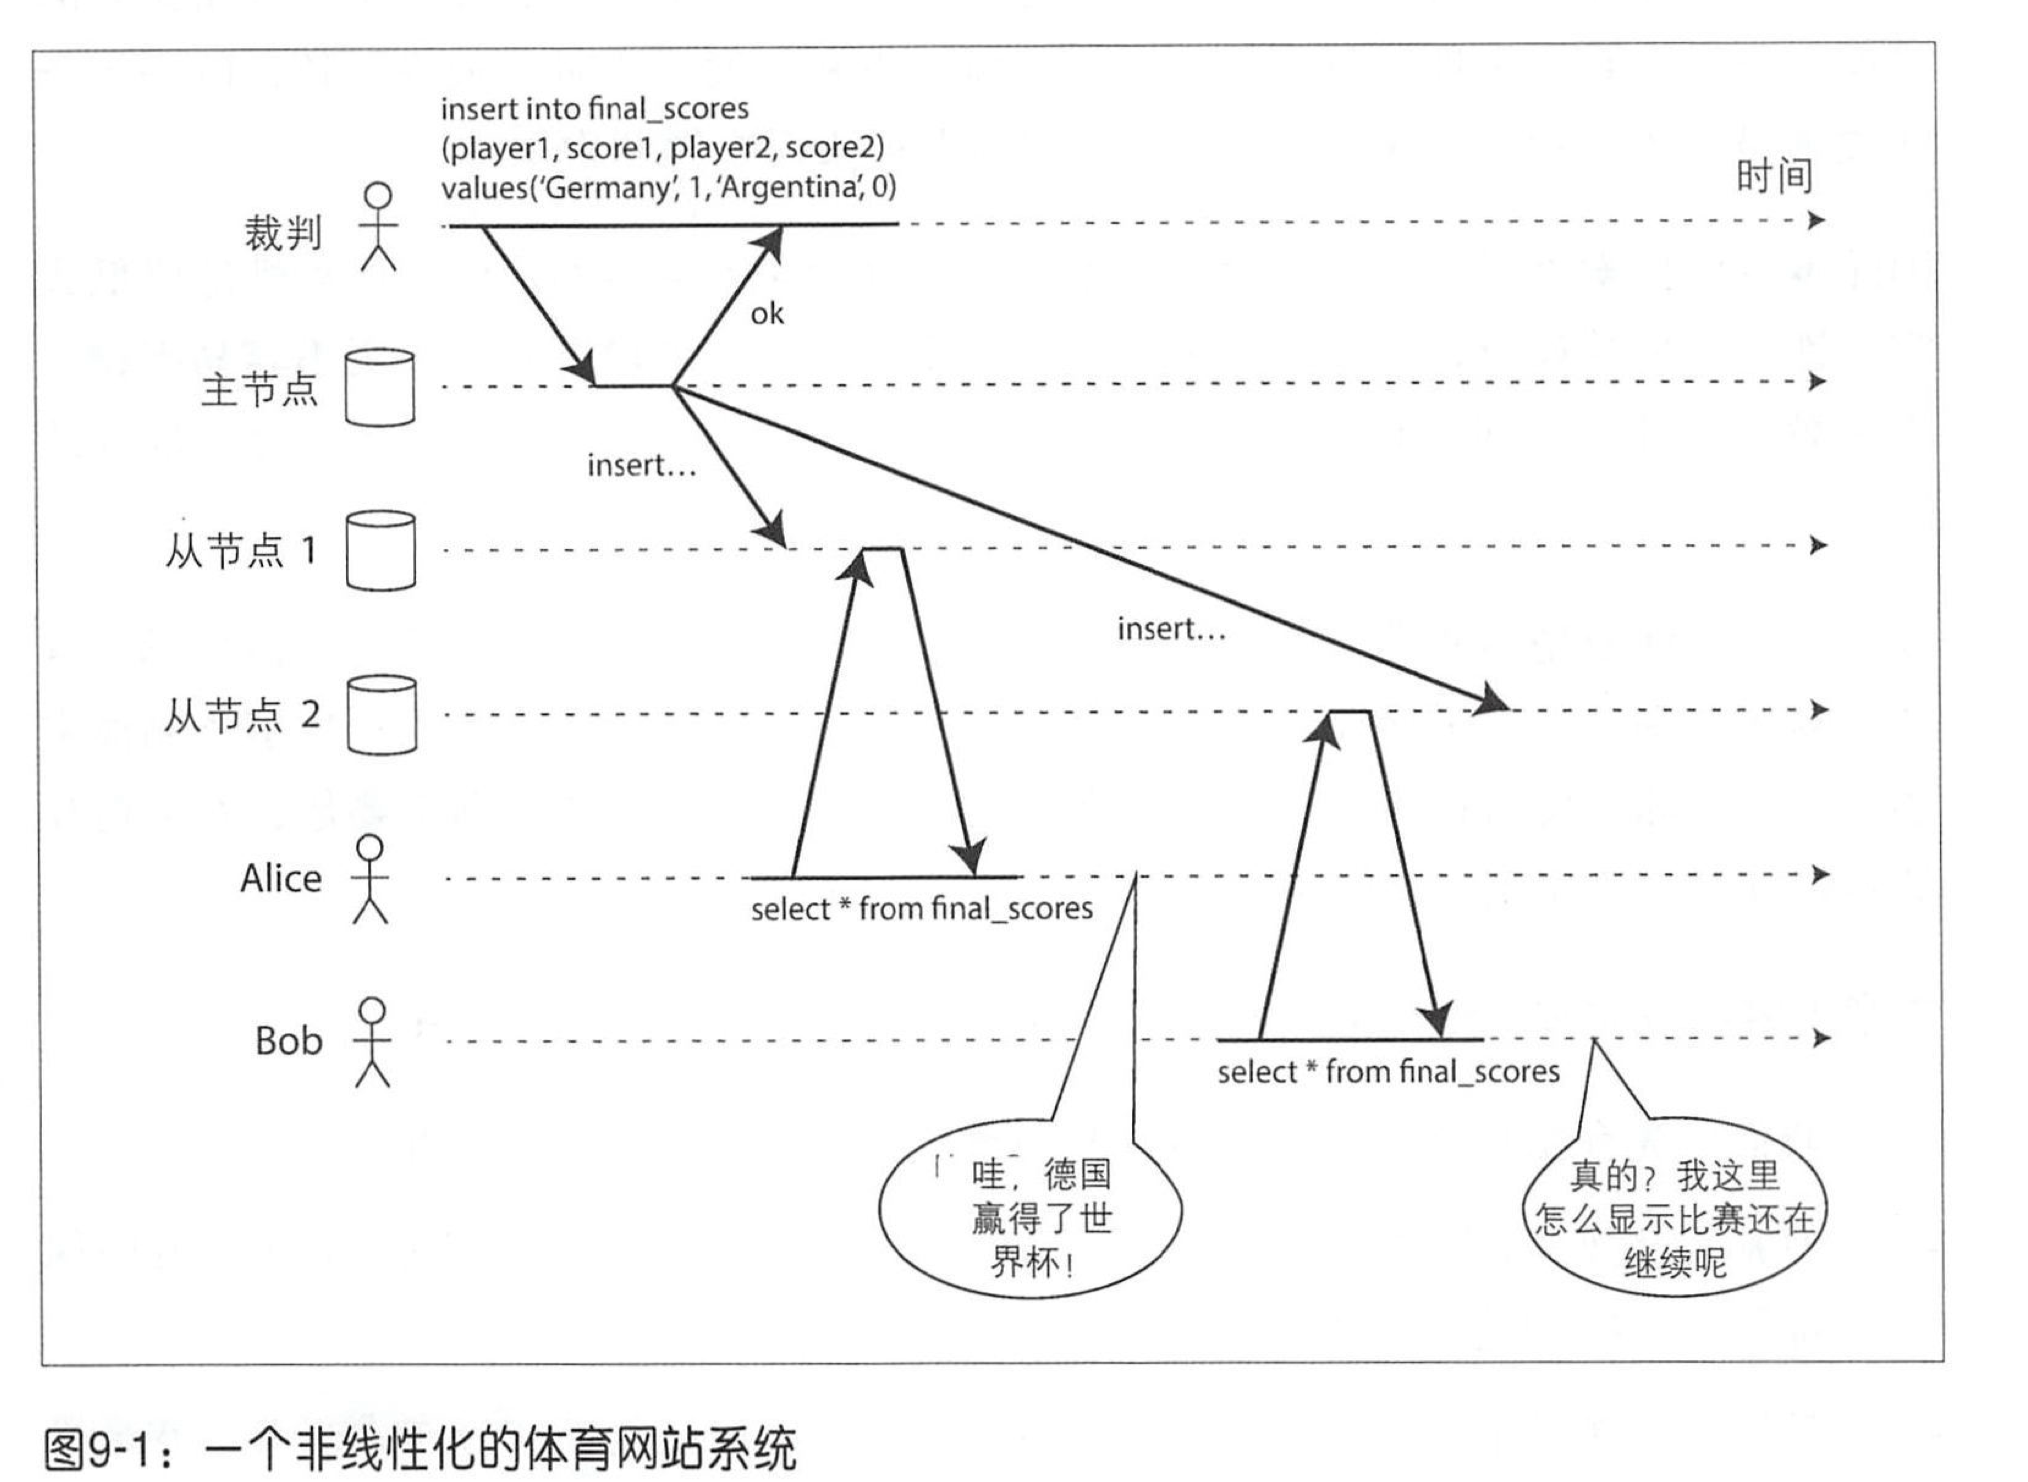 insert into final_scores
(player1, score1, player2, score2)
values(‘Germany’, 1, ‘Argentina’, 0)
时间
裁判
ok
主节点
insert…
从节点 1
insert…
从节点 2
Alice
select * from final_scores
Bob
select * from final_scores
哇，德国
赢得了世
界杯！
真的？我这里
怎么显示比赛还在
继续呢
图9-1：一个非线性化的体育网站系统